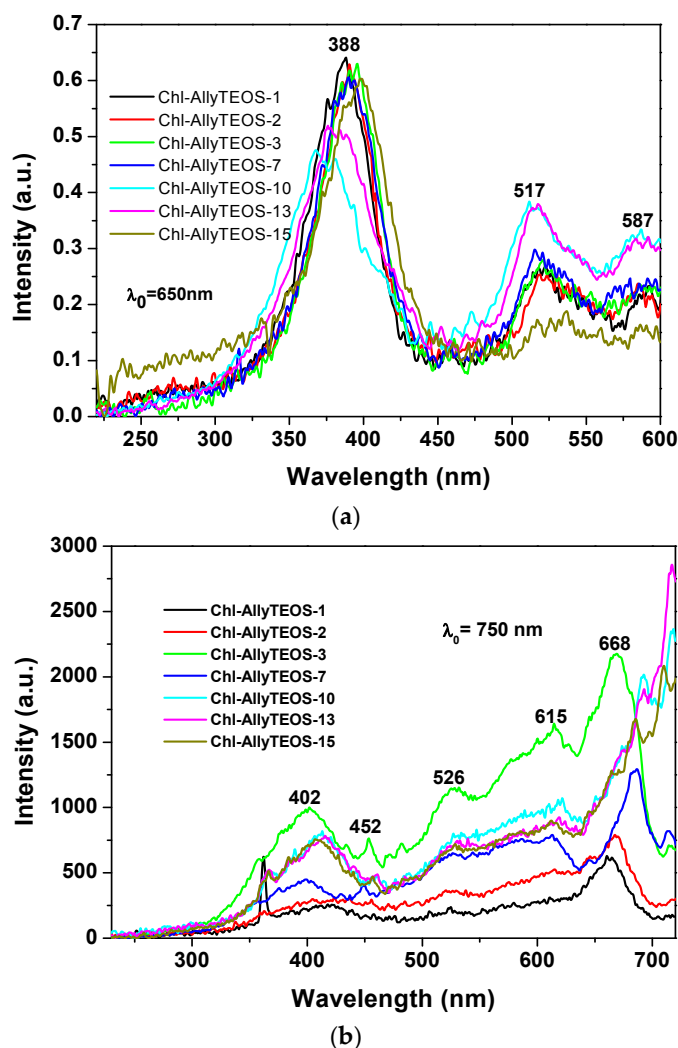 0.7
0.6
0.5
0.4
0.3
0.2
0.1
0.0
Intensity (a.u.)
388
517
587
Chl-AllyTEOS-1
Chl-AllyTEOS-2
Chl-AllyTEOS-3
Chl-AllyTEOS-7
Chl-AllyTEOS-10
Chl-AllyTEOS-13
Chl-AllyTEOS-15
λ0=650nm
250 300 350 400 450 500 550 600
Wavelength (nm)
(a)
3000
2500
2000
1500
1000
500
0
Intensity (a.u.)
Chl-AllyTEOS-1
Chl-AllyTEOS-2
Chl-AllyTEOS-3
Chl-AllyTEOS-7
Chl-AllyTEOS-10
Chl-AllyTEOS-13
Chl-AllyTEOS-15
λ0= 750 nm
402
452
526
615
668
300 400 500 600 700
Wavelength (nm)
(b)